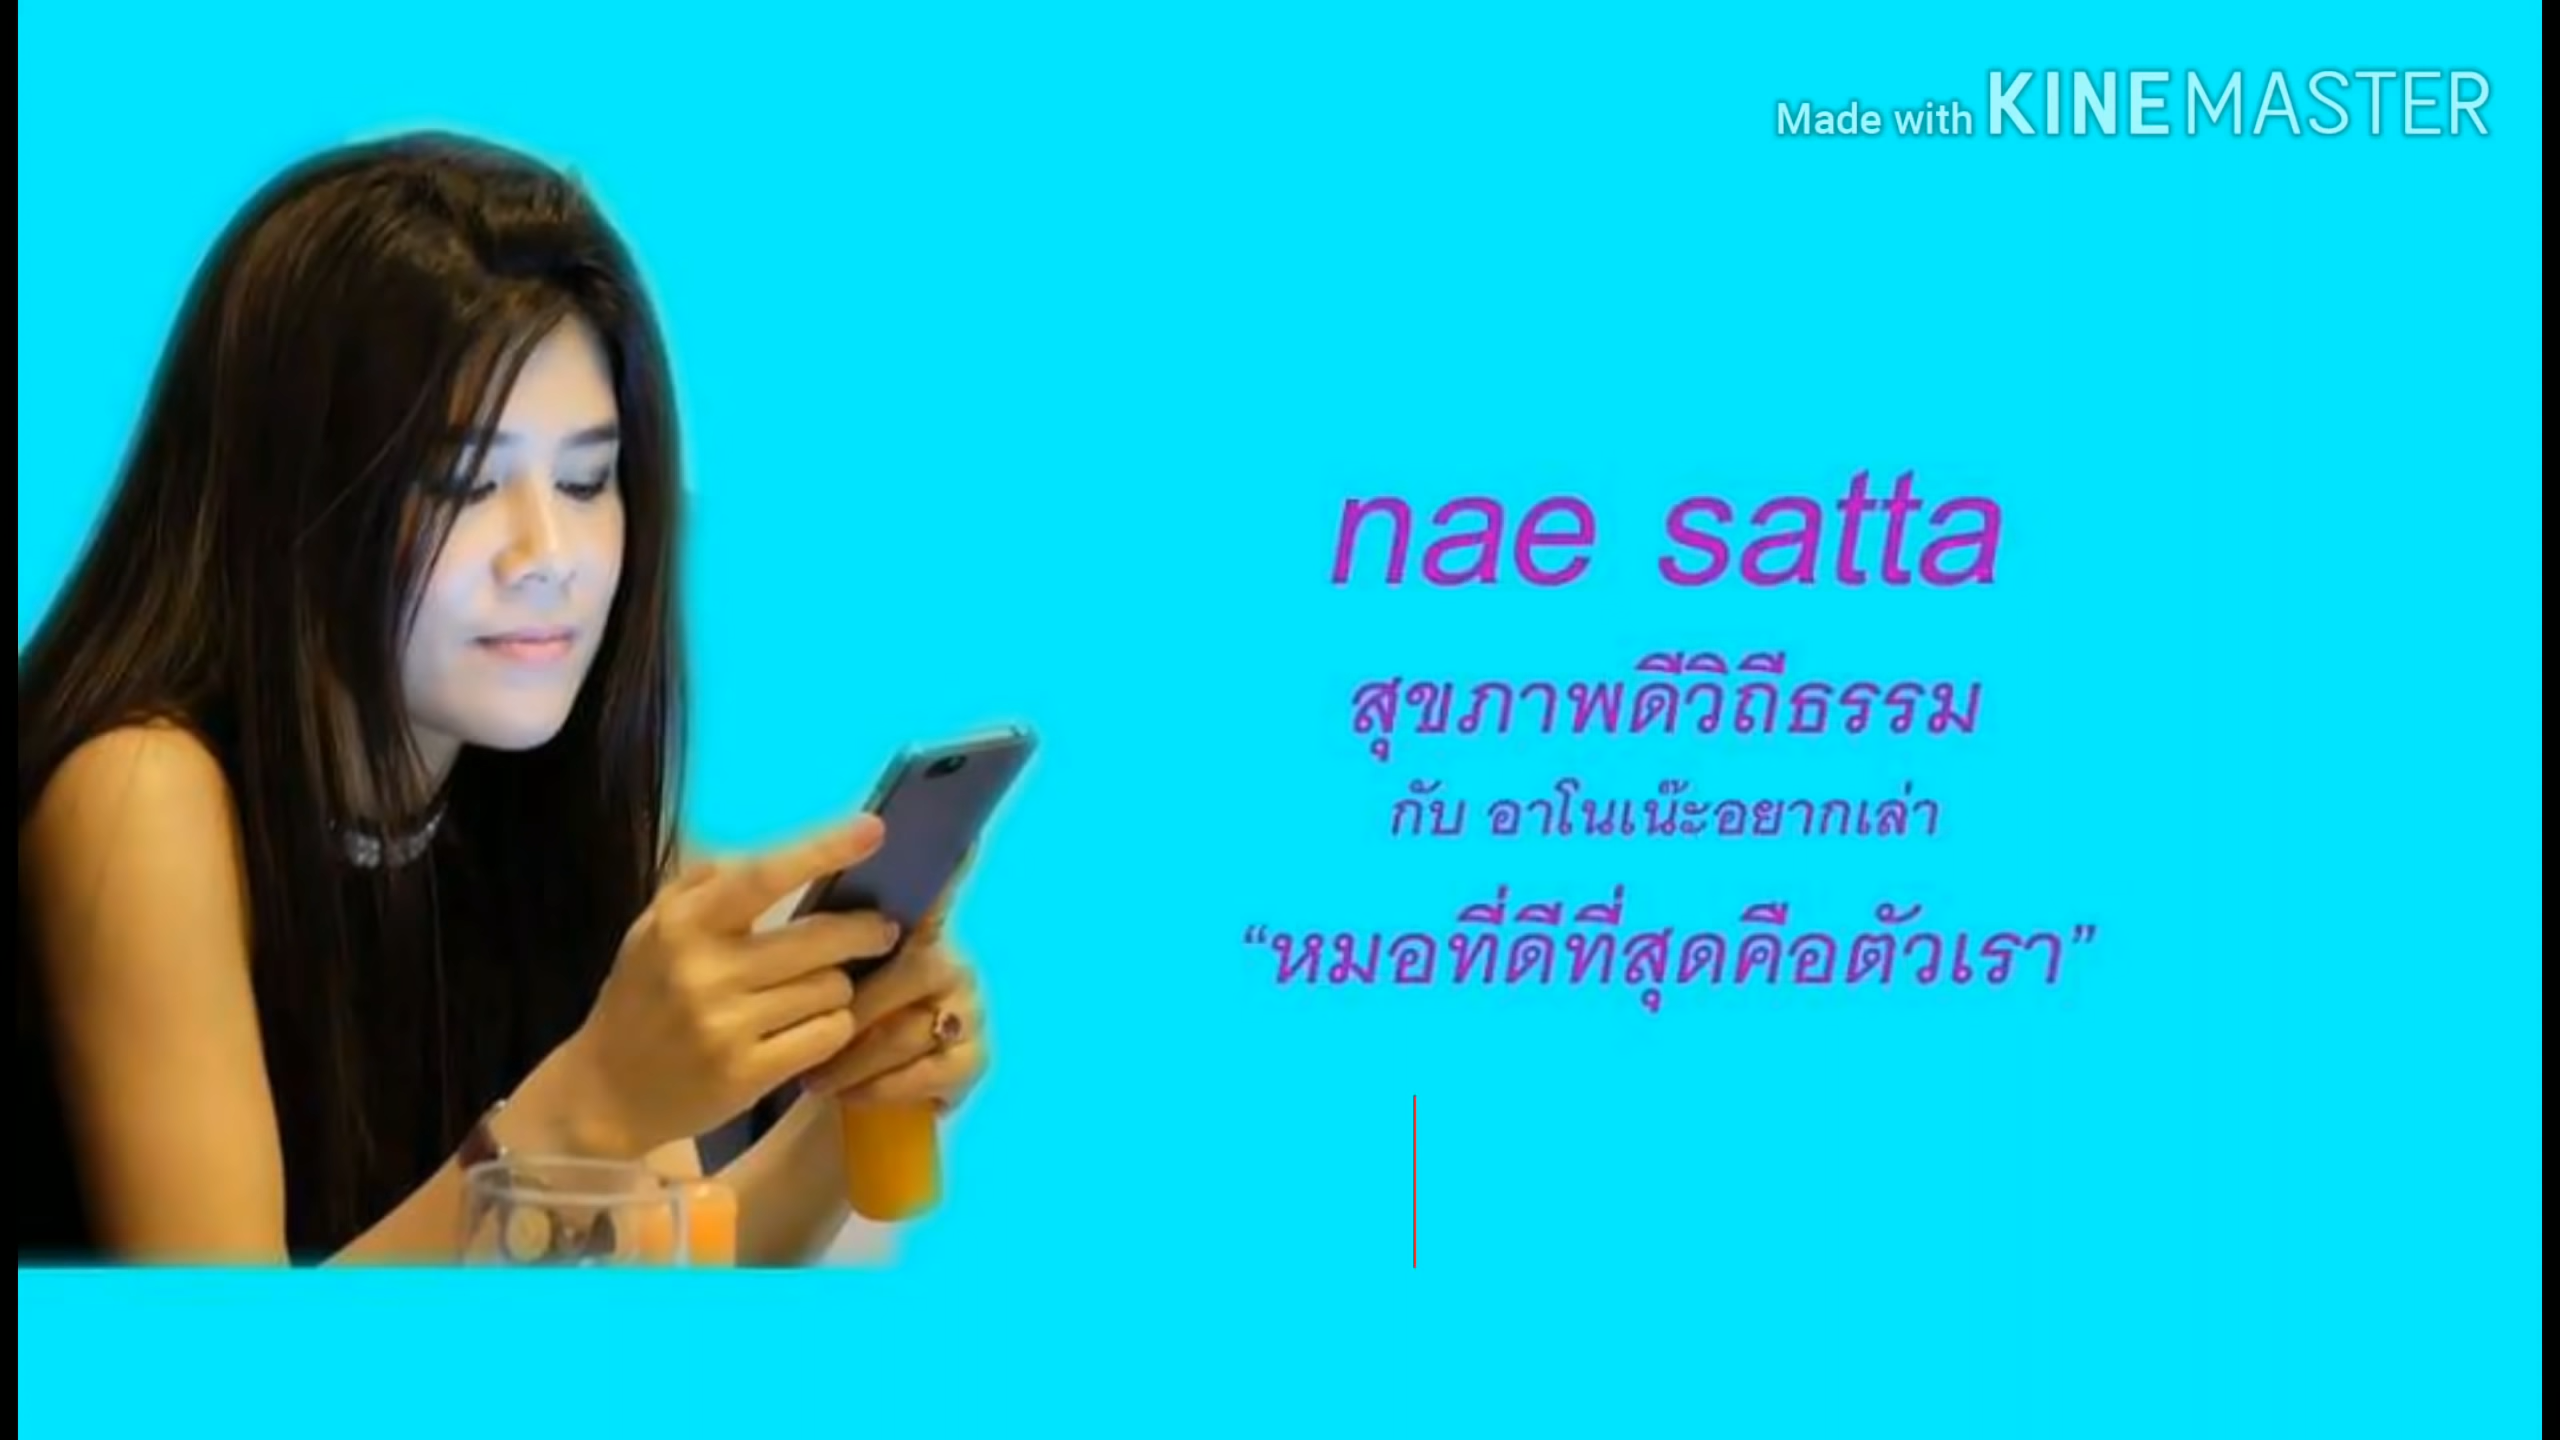 Made with KINEMASTER
nae satta
สุขภาพดีวิถีธรรม
กับ อาโนเน๊ะอยากเล่า
“หมอที่ดีที่สุดคือตัวเรา”